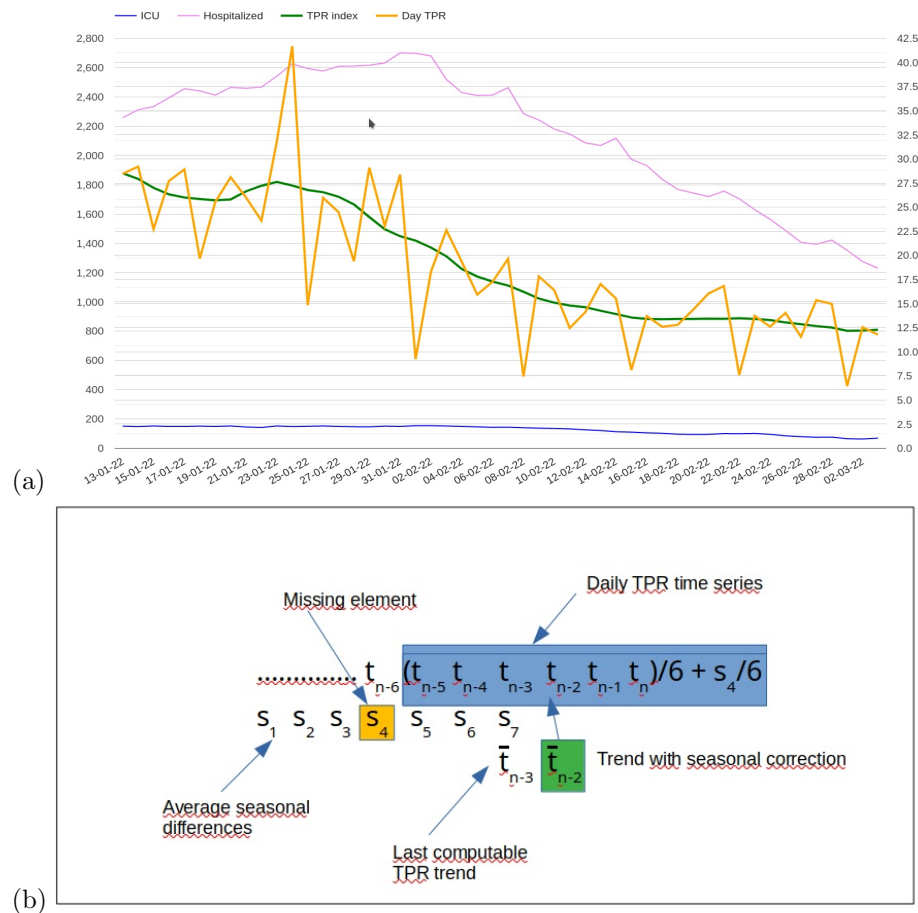 ICU Hospitalized TPR index Day TPR
2,800 42.5
2,600 40.0
2,400 37.5
2,200 35.0
2,000 32.5
1,800 30.0
1,600 27.5
1,400 25.0
1,200 22.5
1,000 20.0
800 17.5
600 15.0
400 12.5
200 10.0
0 7.5
5.0
2.5
0.0
13-01-22 15-01-22 17-01-22 19-01-22 21-01-22 23-01-22 25-01-22 27-01-22 29-01-22 31-01-22 02-02-22 04-02-22 06-02-22 08-02-22 10-02-22 12-02-22 14-02-22 16-02-22 18-02-22 20-02-22 22-02-22 24-02-22 26-02-22 28-02-22 02-03-22
(a)
Daily TPR time series
Missing element
.............. t n-6 (t n-5 t n-4 t n-3 t n-2 t n-1 t n )/6 + s 4 /6
s 1 s 2 s 3 s 4 s 5 s 6 s 7
t̄ n-3 t̄ n-2 Trend with seasonal correction
Average seasonal
differences
Last computable
TPR trend
(b)